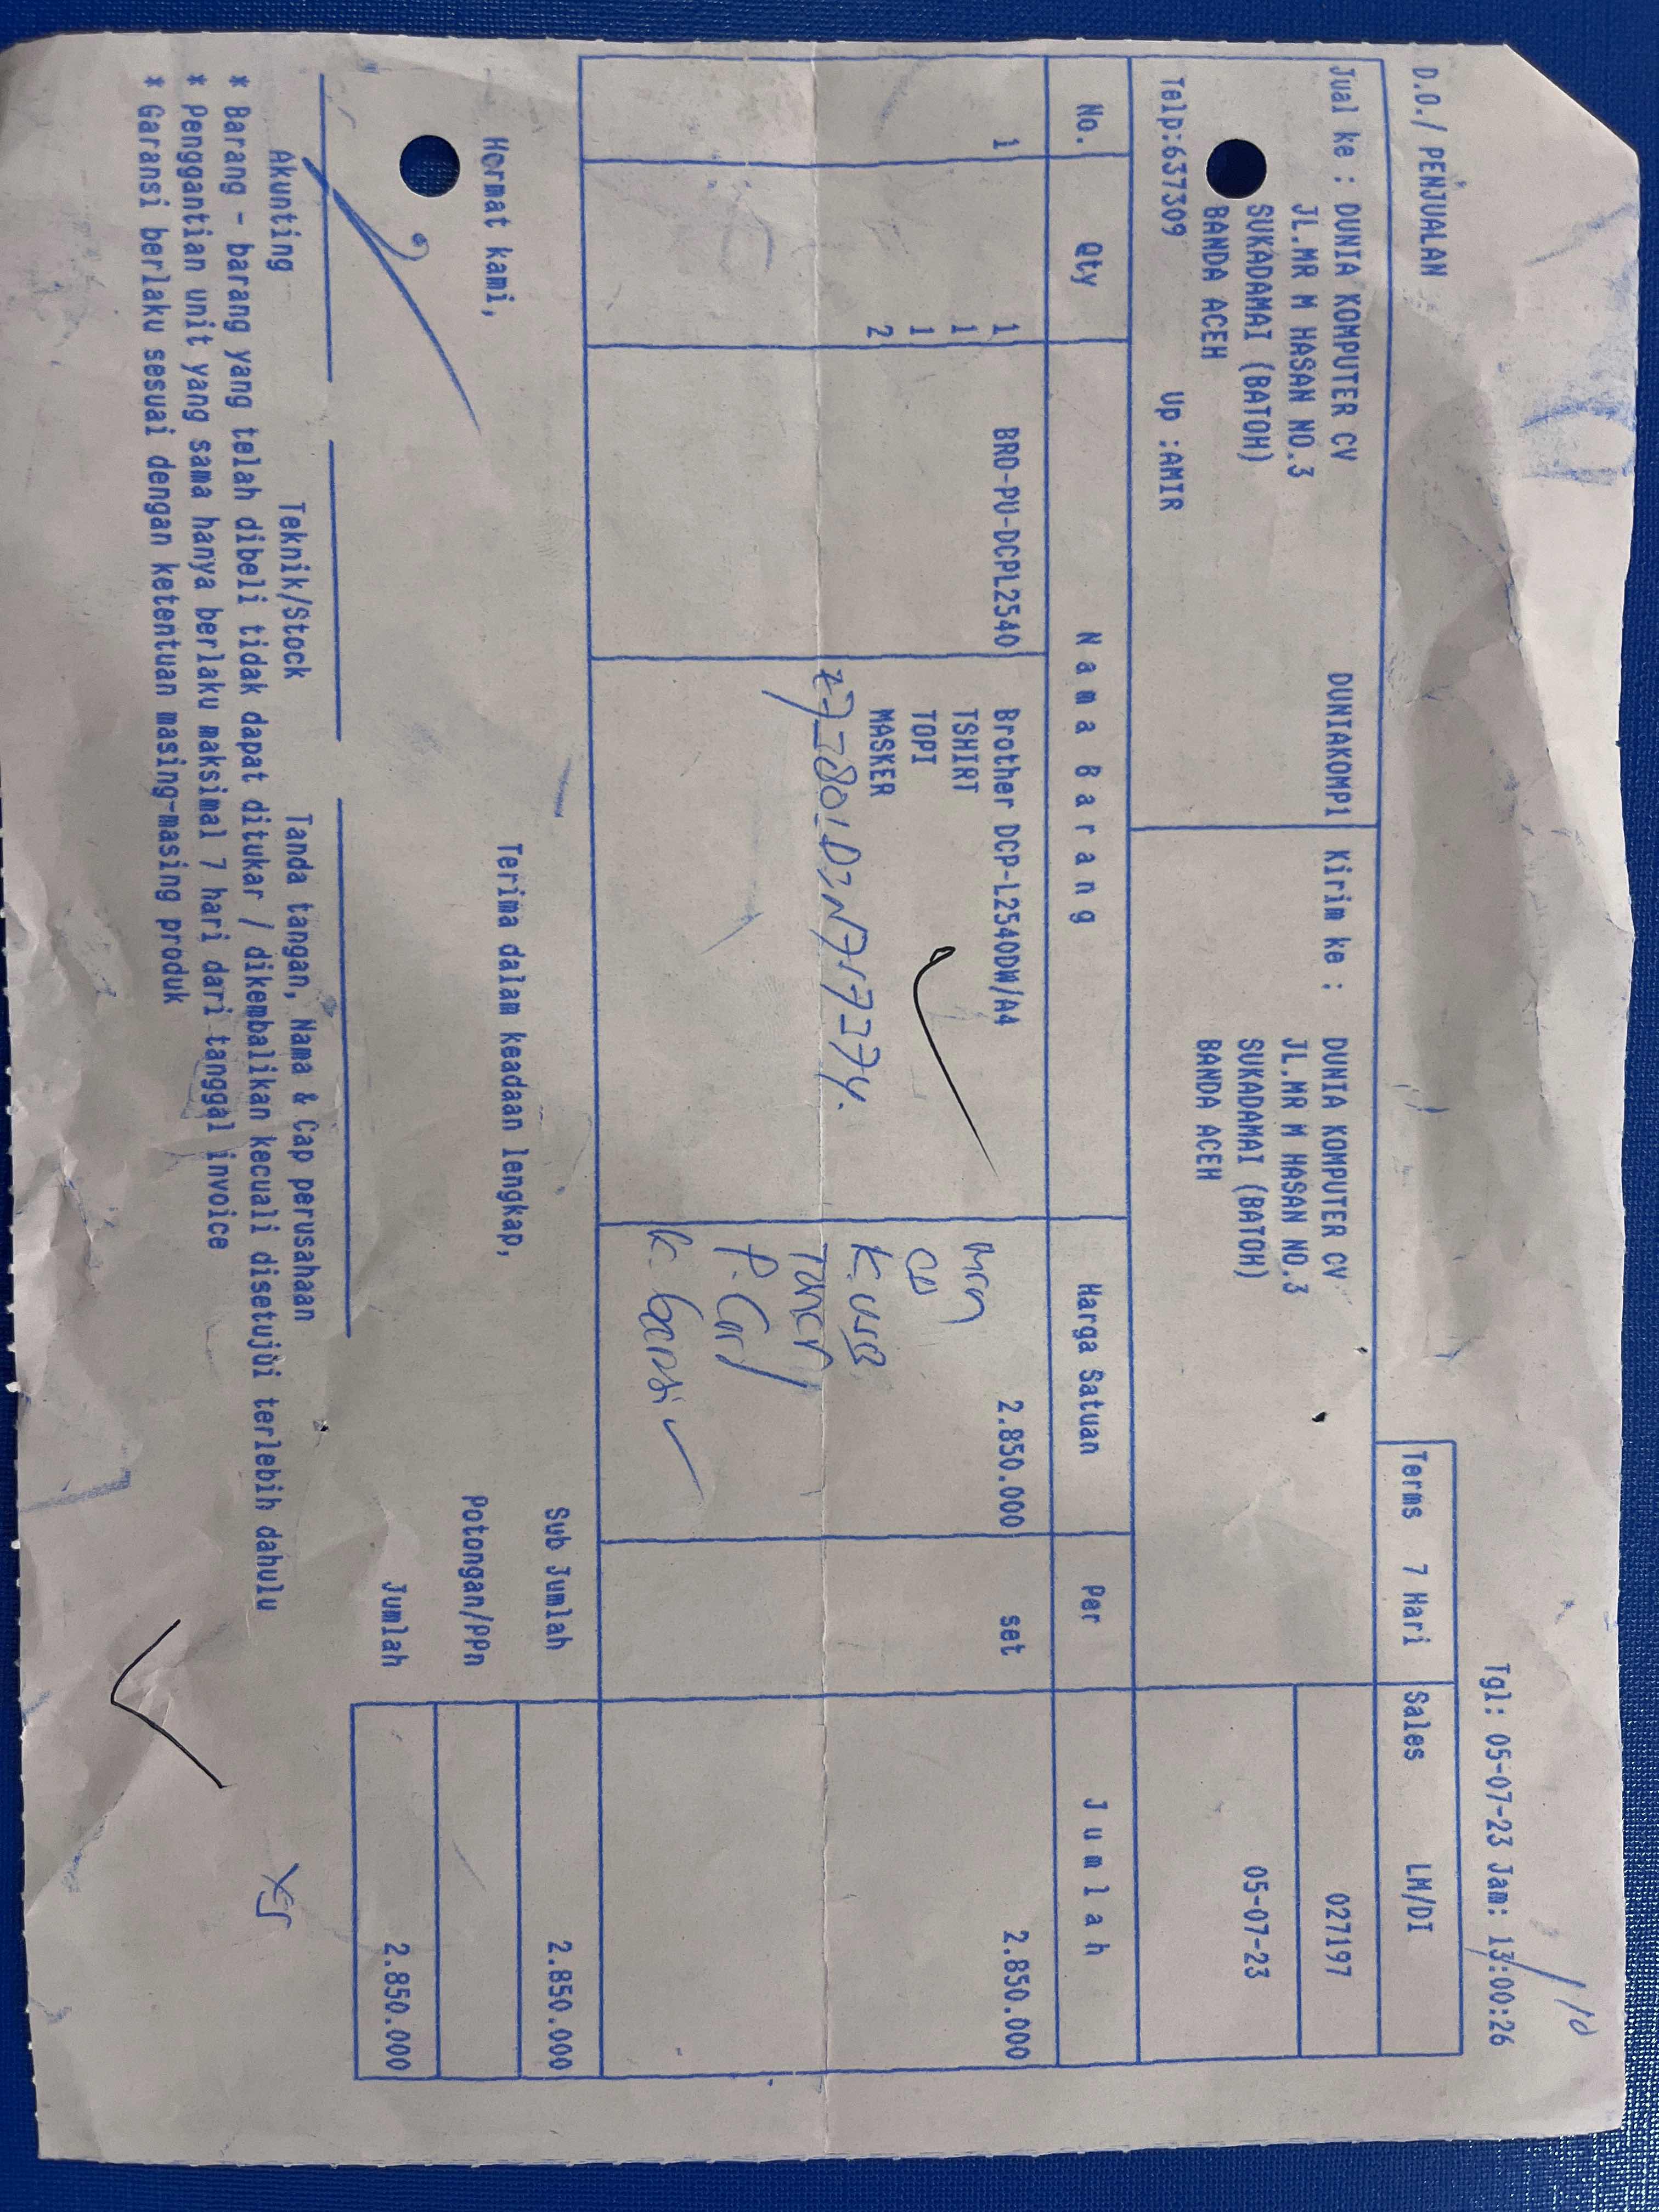 Tgl: 05-07-23 Jam: 13:00:26
D.O./ PENJUALAN
Terms 7 Hari Sales LM/DI
Jual ke : DUNIA KOMPUTER CV DUNIAKOMP1
JL.MR M HASAN NO.3
SUKADAMAI (BATOH)
BANDA ACEH
Telp:637309 Up :AMIR
Kirim ke : DUNIA KOMPUTER CV
JL.MR M HASAN NO.3
SUKADAMAI (BATOH)
BANDA ACEH
027197
05-07-23
No. Qty Nama Barang Harga Satuan Per Jumlah
1 1 BRO-PU-DCPL2540 Brother DCP-L2540DW/A4 2.850.000 set 2.850.000
1 TSHIRT
1 TOPI
2 MASKER
CD
K. USB
Toner
K. Garansi
Hormat kami,
Terima dalam keadaan lengkap,
Sub Jumlah 2.850.000
Potongan/PPn
Jumlah 2.850.000
Akunting Teknik/Stock Tanda tangan, Nama & Cap perusahaan
* Barang - barang yang telah dibeli tidak dapat ditukar / dikembalikan kecuali disetujui terlebih dahulu
* Penggantian unit yang sama hanya berlaku maksimal 7 hari dari tanggal invoice
* Garansi berlaku sesuai dengan ketentuan masing-masing produk